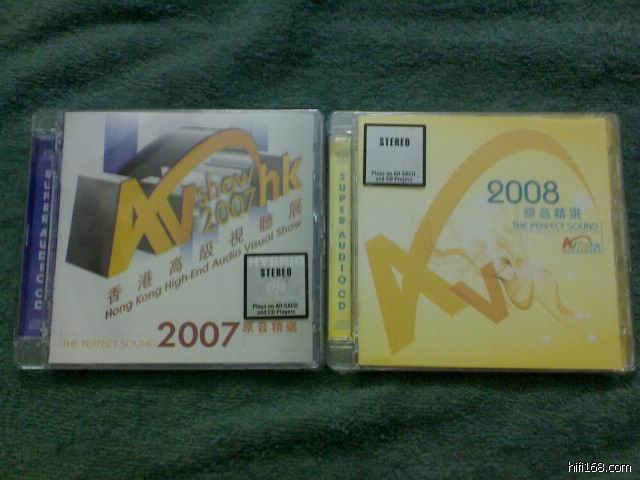 SUPER AUDIO CD
AV show
2007 hk
香港高級視聽展
Hong Kong High-End Audio Visual Show
HYBRID
STEREO
Plays on All SACD
and CD Players
THE PERFECT SOUND 2007 原音精選
SUPER AUDIO CD
STEREO
Plays on All SACD
and CD Players
2008
原音精選
THE PERFECT SOUND
AV
hifi168.com